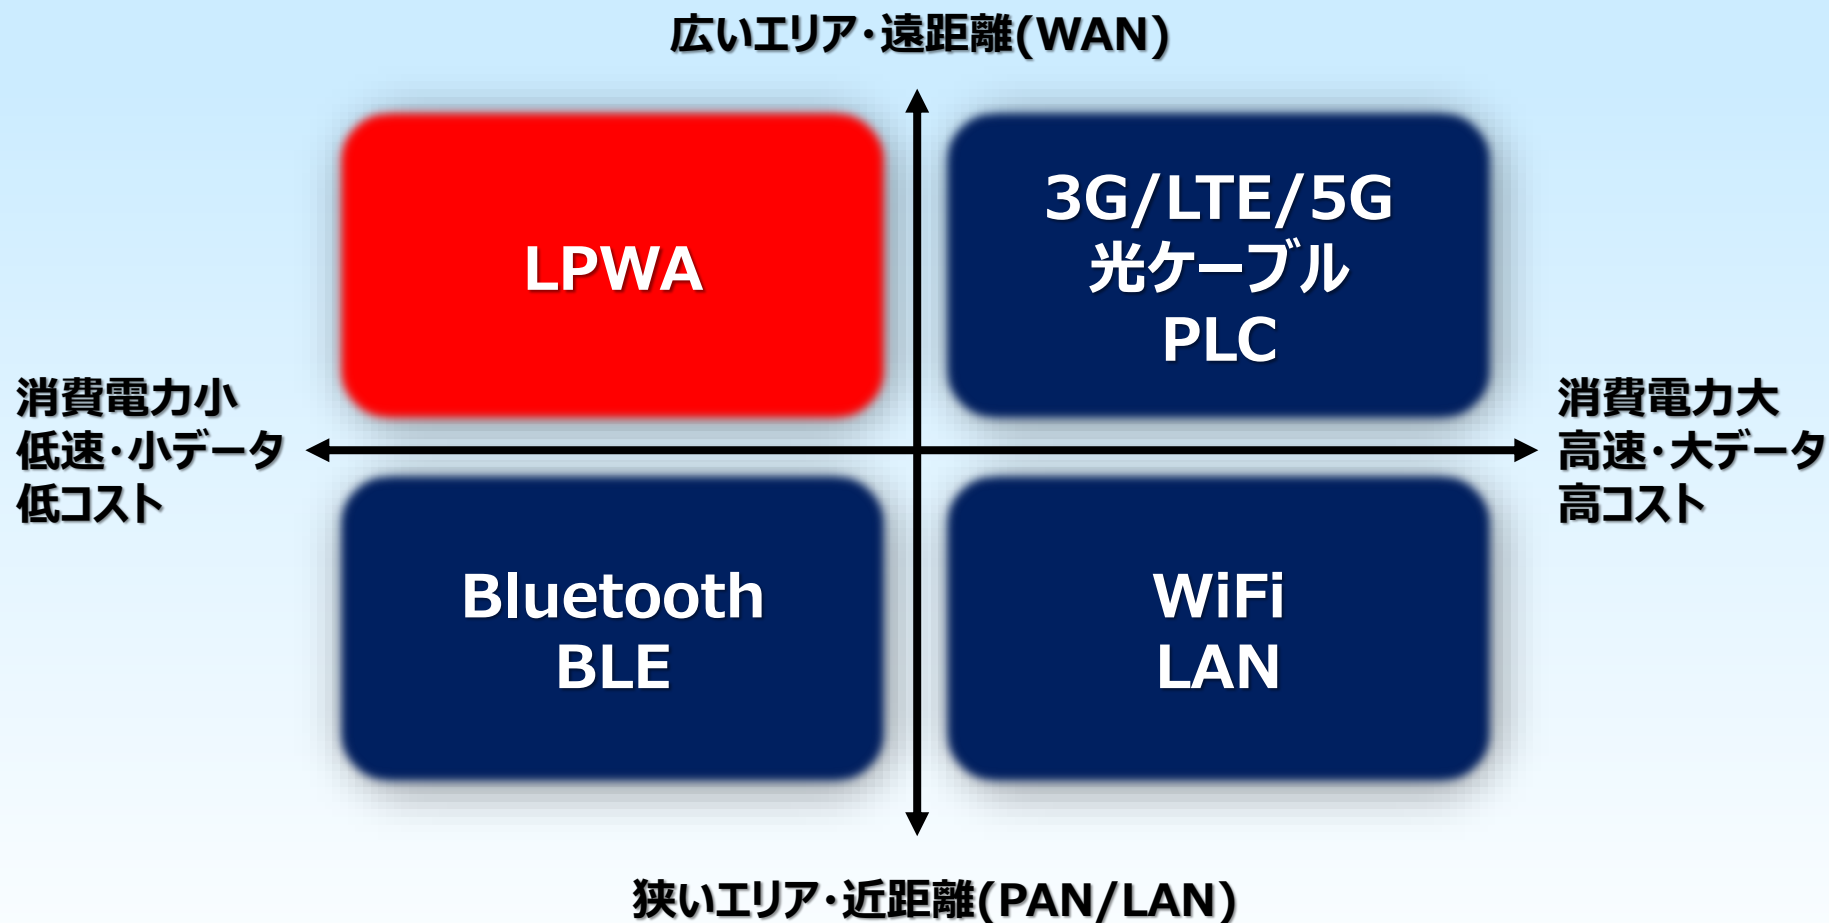 広いエリア・遠距離(WAN)
LPWA
3G/LTE/5G
光ケーブル
PLC
消費電力小
低速・小データ
低コスト
消費電力大
高速・大データ
高コスト
Bluetooth
BLE
WiFi
LAN
狭いエリア・近距離(PAN/LAN)